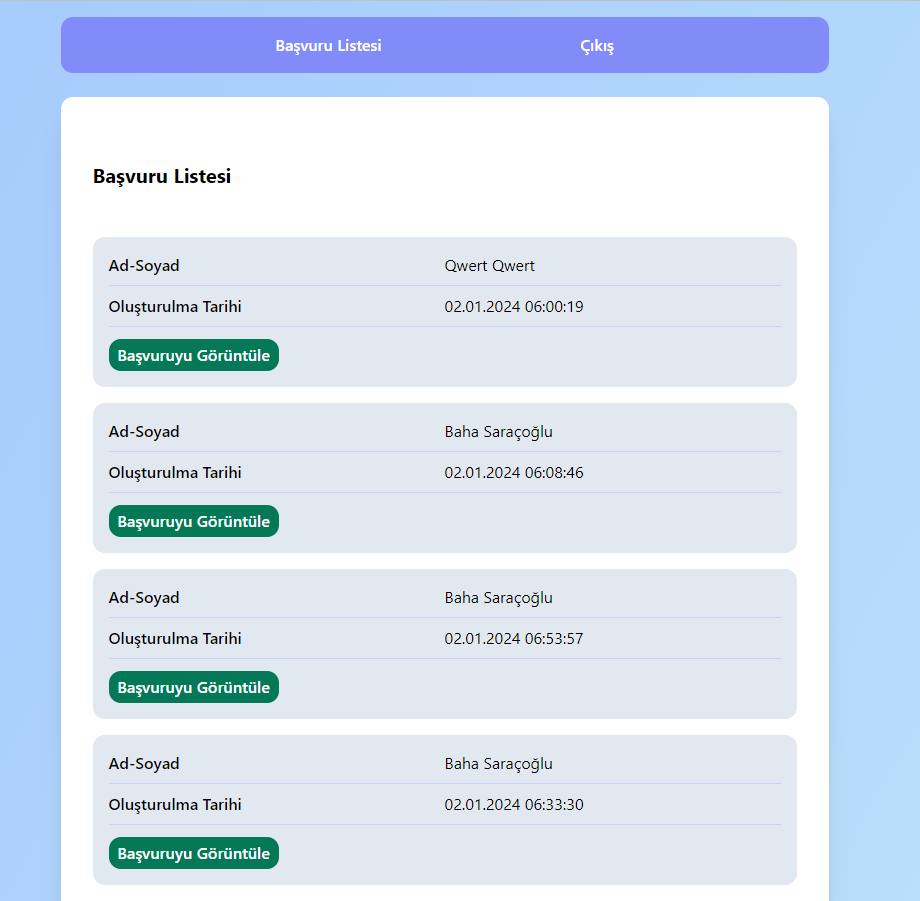 Başvuru Listesi Çıkış
Başvuru Listesi
Ad-Soyad Qwert Qwert
Oluşturulma Tarihi 02.01.2024 06:00:19
Başvuruyu Görüntüle
Ad-Soyad Baha Saraçoğlu
Oluşturulma Tarihi 02.01.2024 06:08:46
Başvuruyu Görüntüle
Ad-Soyad Baha Saraçoğlu
Oluşturulma Tarihi 02.01.2024 06:53:57
Başvuruyu Görüntüle
Ad-Soyad Baha Saraçoğlu
Oluşturulma Tarihi 02.01.2024 06:33:30
Başvuruyu Görüntüle